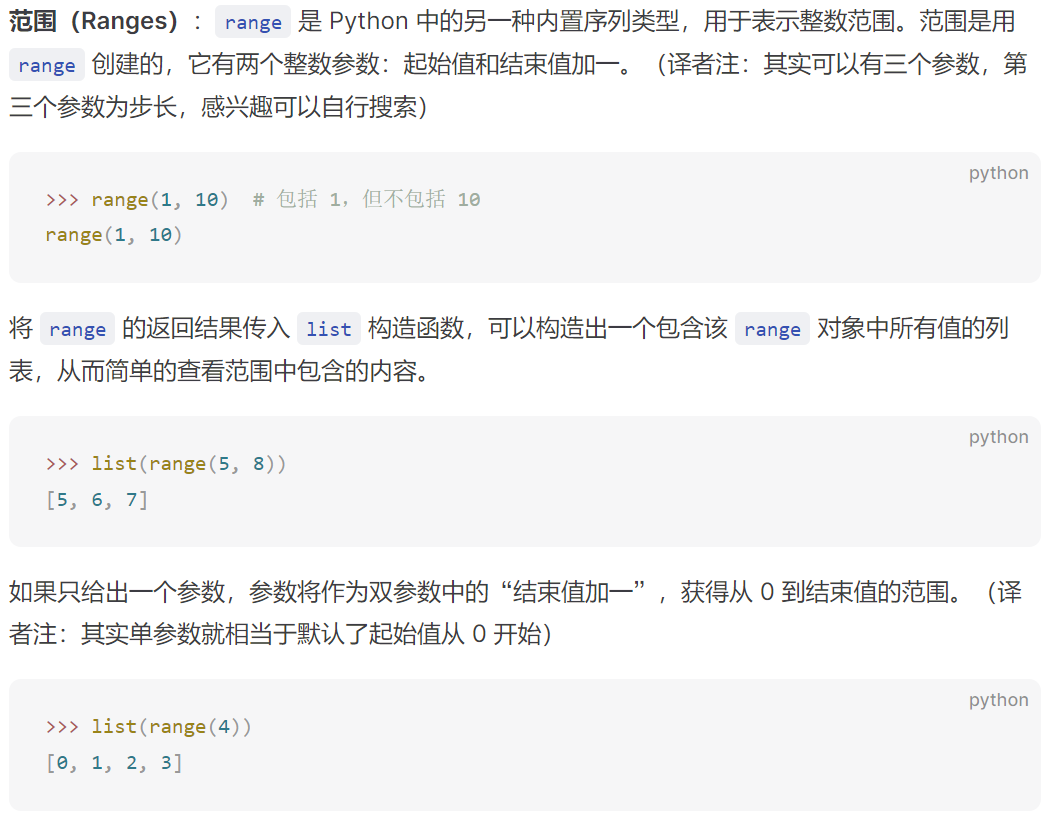 范围（Ranges）：range 是 Python 中的另一种内置序列类型，用于表示整数范围。范围是用
range 创建的，它有两个整数参数：起始值和结束值加一。（译者注：其实可以有三个参数，第
三个参数为步长，感兴趣可以自行搜索）
python
>>> range(1, 10)  # 包括 1，但不包括 10
range(1, 10)
将 range 的返回结果传入 list 构造函数，可以构造出一个包含该 range 对象中所有值的列
表，从而简单的查看范围中包含的内容。
python
>>> list(range(5, 8))
[5, 6, 7]
如果只给出一个参数，参数将作为双参数中的“结束值加一”，获得从 0 到结束值的范围。（译
者注：其实单参数就相当于默认了起始值从 0 开始）
python
>>> list(range(4))
[0, 1, 2, 3]